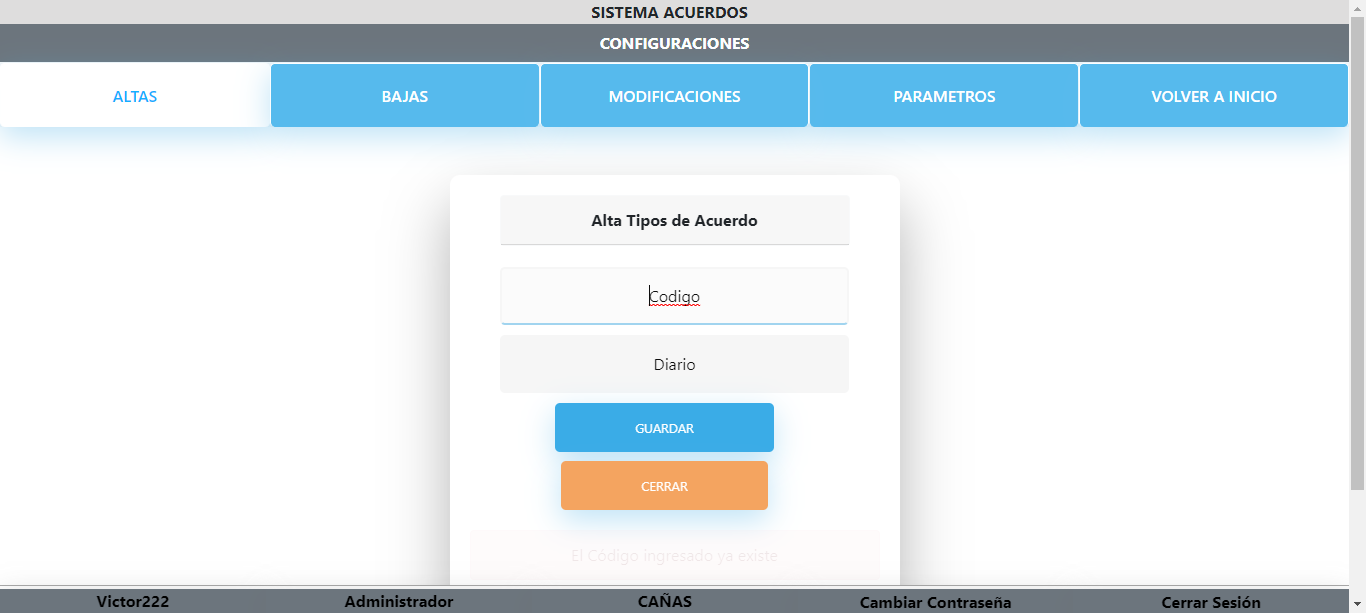 SISTEMA ACUERDOS
CONFIGURACIONES
ALTAS BAJAS MODIFICACIONES PARAMETROS VOLVER A INICIO
Alta Tipos de Acuerdo
Codigo
Diario
GUARDAR
CERRAR
El Código Ingresado ya existe
Victor222 Administrador CAÑAS Cambiar Contraseña Cerrar Sesión